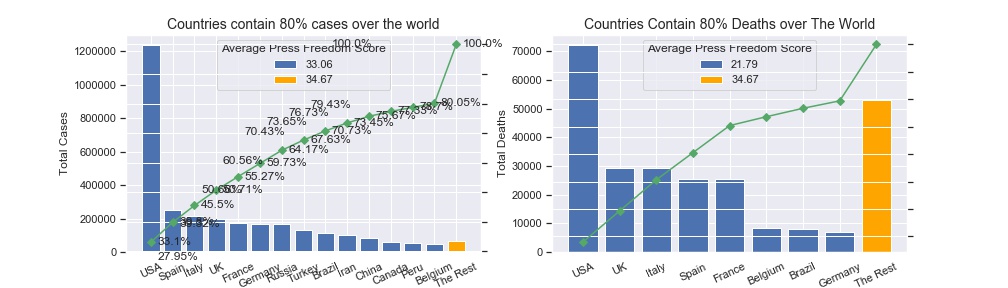 Countries contain 80% cases over the world
Average Press Freedom Score
33.06
34.67
Total Cases
1200000
1000000
800000
600000
400000
200000
0
100.0%
100.0%
79.43%
76.73%
73.65%
70.43%
60.56%
80.05%
75.67%
73.45%
70.73%
67.63%
64.17%
59.73%
55.27%
50.71%
45.5%
33.1%
27.95%
USA
Spain
Italy
UK
France
Germany
Russia
Turkey
Brazil
Iran
China
Canada
Peru
Belgium
The Rest
Countries Contain 80% Deaths over The World
Average Press Freedom Score
21.79
34.67
Total Deaths
70000
60000
50000
40000
30000
20000
10000
0
USA
UK
Italy
Spain
France
Belgium
Brazil
Germany
The Rest